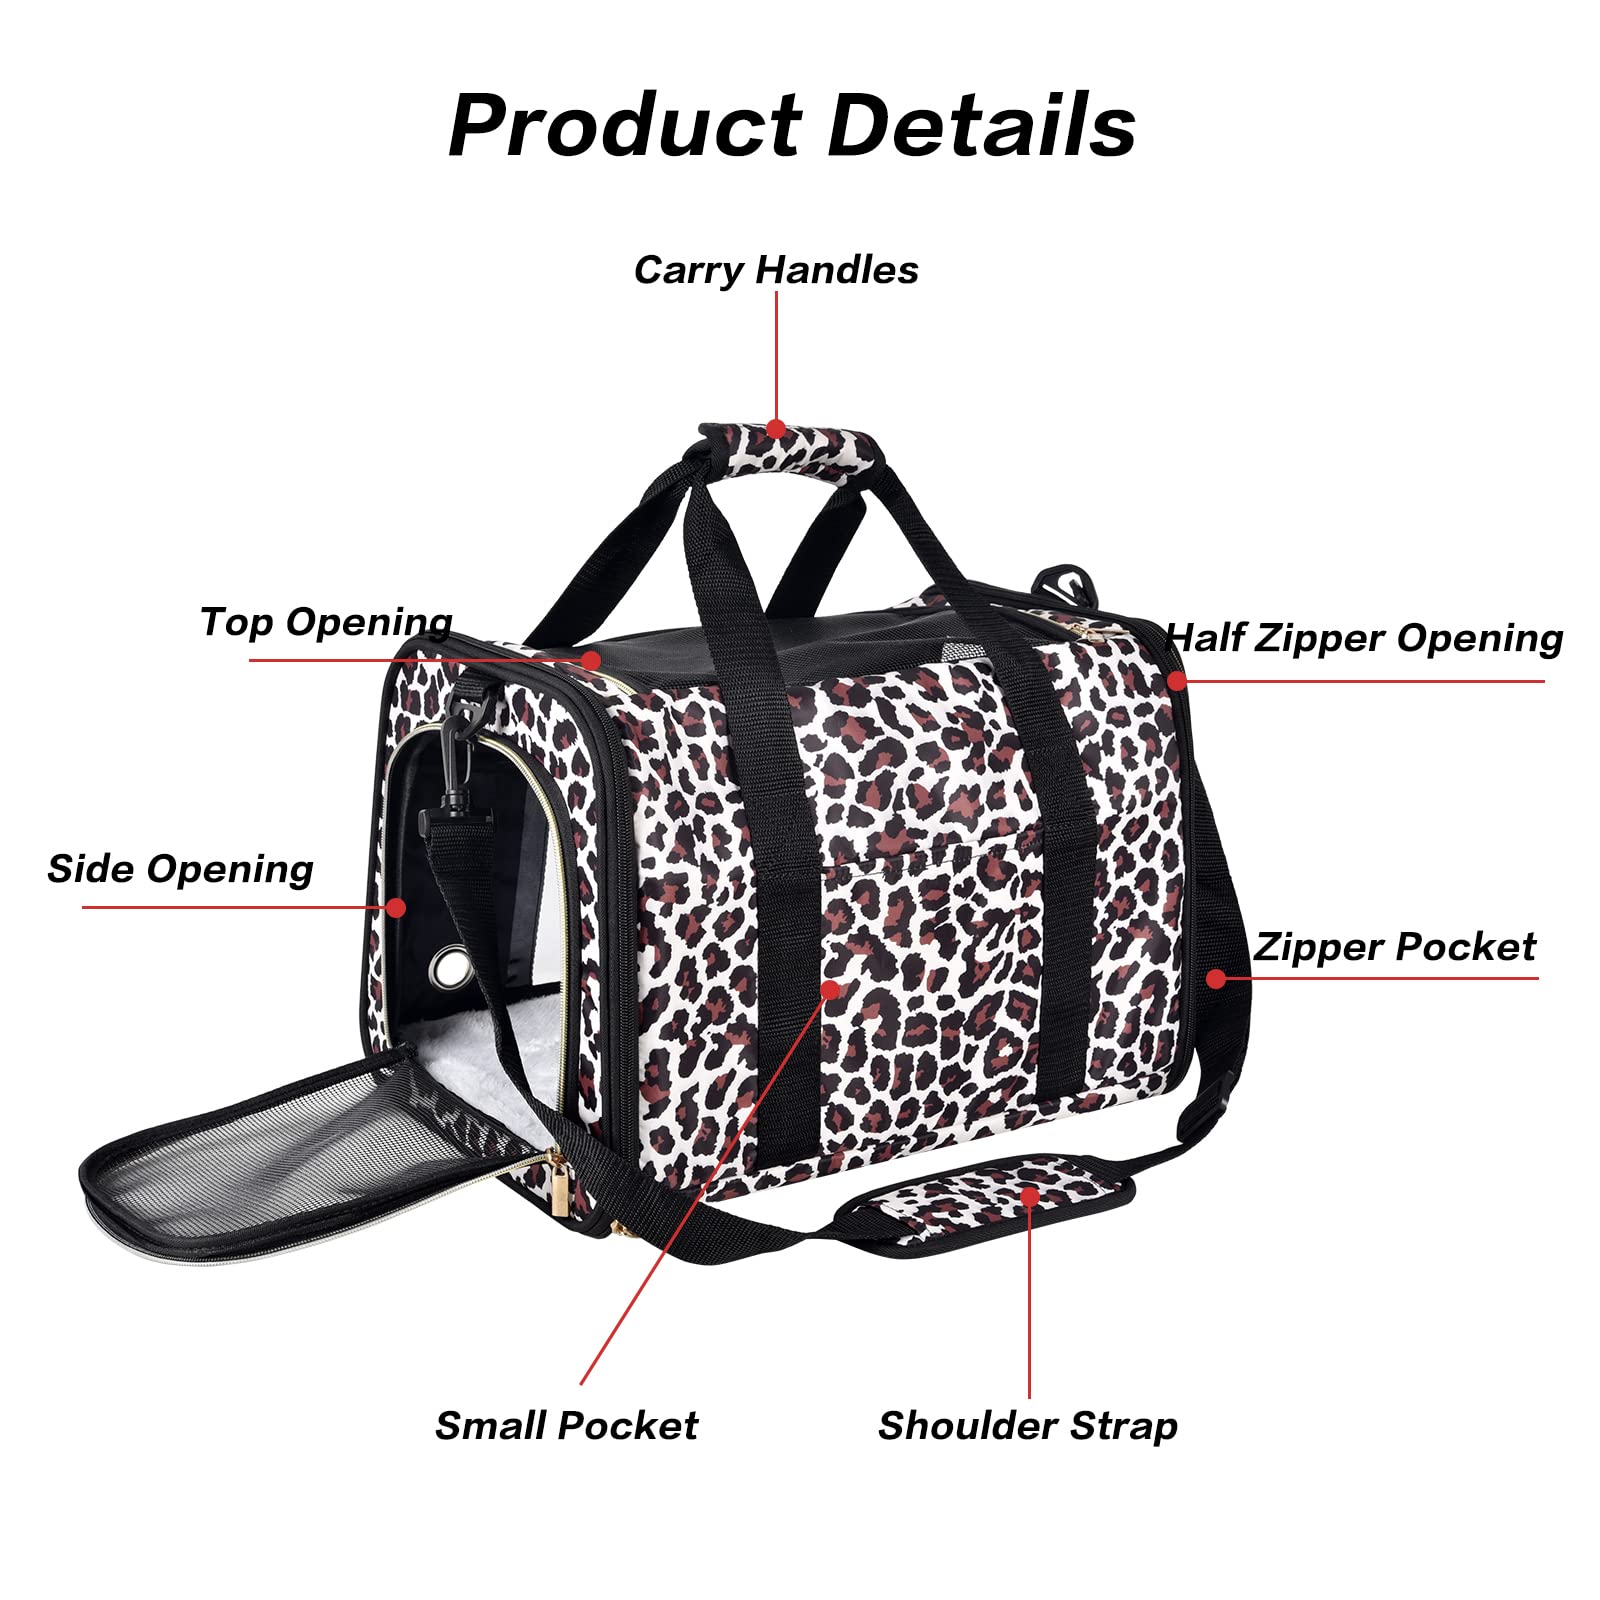 Product Details
Carry Handles
Top Opening
Half Zipper Opening
Side Opening
Zipper Pocket
Small Pocket
Shoulder Strap